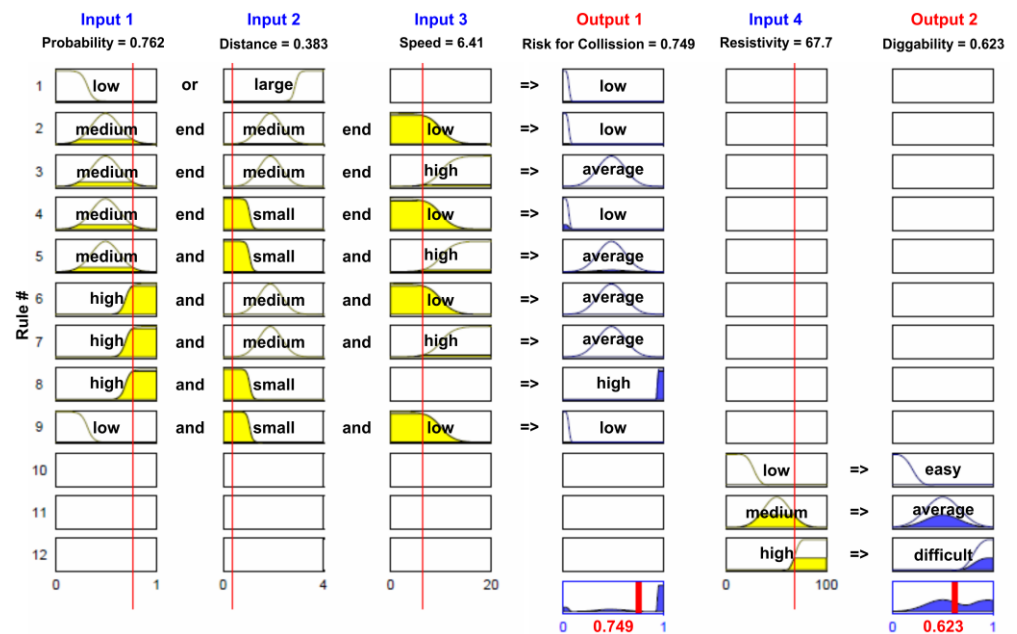 Input 1 Input 2 Input 3 Output 1 Input 4 Output 2
Probability = 0.762 Distance = 0.383 Speed = 6.41 Risk for Collission = 0.749 Resistivity = 67.7 Diggability = 0.623
Rule #
1 low or large => low
2 medium end medium end low => low
3 medium end medium end high => average
4 medium end small end low => low
5 medium and small and high => average
6 high and medium and low => average
7 high and medium and high => average
8 high and small => high
9 low and small and low => low
10 low => easy
11 medium => average
12 high => difficult
0 1 0 4 0 20 0 100
0 0.749 1 0 0.623 1